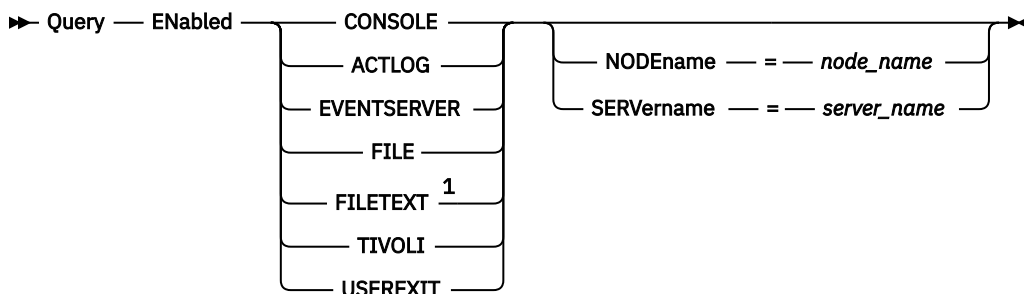 Query ENabled CONSOLE
ACTLOG NODEname = node_name
EVENTSERVER SERVername = server_name
FILE
FILETEXT 1
TIVOLI
USEREXIT